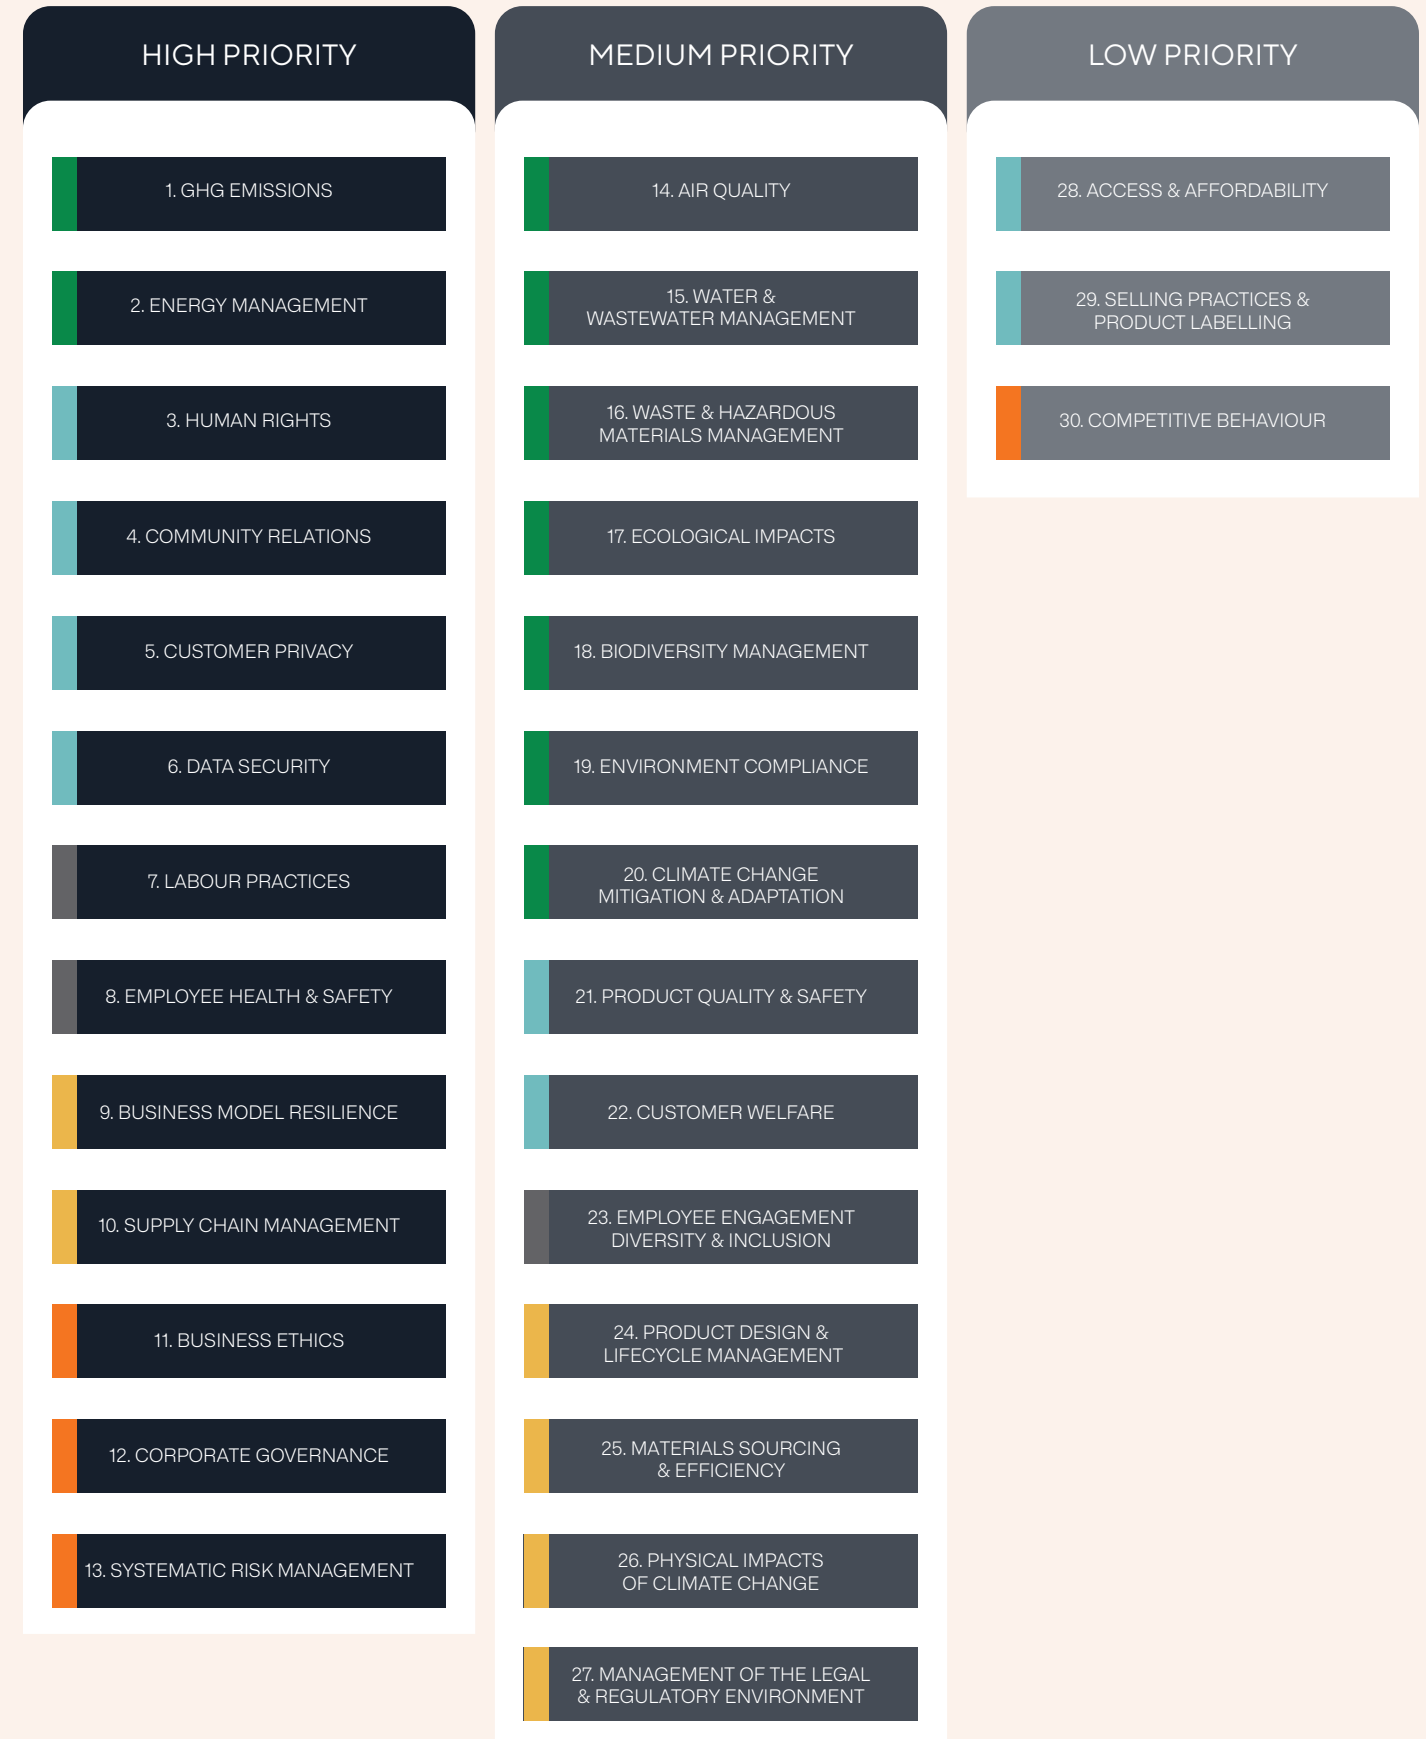 HIGH PRIORITY
1. GHG EMISSIONS
2. ENERGY MANAGEMENT
3. HUMAN RIGHTS
4. COMMUNITY RELATIONS
5. CUSTOMER PRIVACY
6. DATA SECURITY
7. LABOUR PRACTICES
8. EMPLOYEE HEALTH & SAFETY
9. BUSINESS MODEL RESILIENCE
10. SUPPLY CHAIN MANAGEMENT
11. BUSINESS ETHICS
12. CORPORATE GOVERNANCE
13. SYSTEMATIC RISK MANAGEMENT
MEDIUM PRIORITY
14. AIR QUALITY
15. WATER &
WASTEWATER MANAGEMENT
16. WASTE & HAZARDOUS
MATERIALS MANAGEMENT
17. ECOLOGICAL IMPACTS
18. BIODIVERSITY MANAGEMENT
19. ENVIRONMENT COMPLIANCE
20. CLIMATE CHANGE
MITIGATION & ADAPTATION
21. PRODUCT QUALITY & SAFETY
22. CUSTOMER WELFARE
23. EMPLOYEE ENGAGEMENT
DIVERSITY & INCLUSION
24. PRODUCT DESIGN &
LIFECYCLE MANAGEMENT
25. MATERIALS SOURCING
& EFFICIENCY
26. PHYSICAL IMPACTS
OF CLIMATE CHANGE
27. MANAGEMENT OF THE LEGAL
& REGULATORY ENVIRONMENT
LOW PRIORITY
28. ACCESS & AFFORDABILITY
29. SELLING PRACTICES &
PRODUCT LABELLING
30. COMPETITIVE BEHAVIOUR